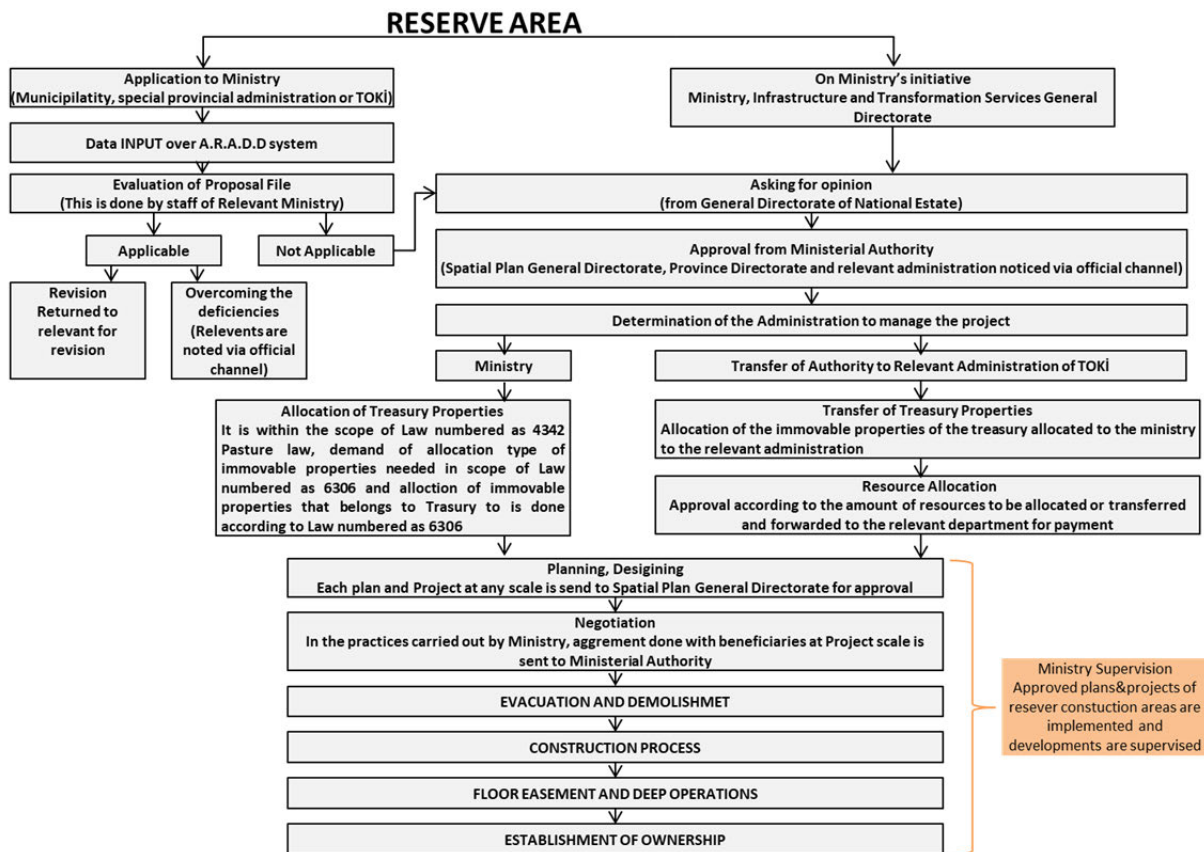 RESERVE AREA
Application to Ministry
(Municipilatity, special provincial administration or TOKİ)
Data INPUT over A.R.A.D.D system
Evaluation of Proposal File
(This is done by staff of Relevant Ministry)
Applicable
Not Applicable
Revision
Returned to
relevant for
revision
Overcoming the
deficiencies
(Relevents are
noted via official
channel)
On Ministry's initiative
Ministry, Infrastructure and Transformation Services General
Directorate
Asking for opinion
(from General Directorate of National Estate)
Approval from Ministerial Authority
(Spatial Plan General Directorate, Province Directorate and relevant administration noticed via official channel)
Determination of the Administration to manage the project
Ministry
Transfer of Authority to Relevant Administration of TOKİ
Allocation of Treasury Properties
It is within the scope of Law numbered as 4342
Pasture law, demand of allocation type of
immovable properties needed in scope of Law
numbered as 6306 and alloction of immovable
properties that belongs to Trasury to is done
according to Law numbered as 6306
Transfer of Treasury Properties
Allocation of the immovable properties of the treasury allocated to the ministry
to the relevant administration
Resource Allocation
Approval according to the amount of resources to be allocated or transferred
and forwarded to the relevant department for payment
Planning, Desigining
Each plan and Project at any scale is send to Spatial Plan General Directorate for approval
Negotiation
In the practices carried out by Ministry, aggrement done with beneficiaries at Project scale is
sent to Ministerial Authority
EVACUATION AND DEMOLISHMET
CONSTRUCTION PROCESS
FLOOR EASEMENT AND DEEP OPERATIONS
ESTABLISHMENT OF OWNERSHIP
Ministry Supervision
Approved plans&projects of
resever constuction areas are
implemented and
developments are supervised